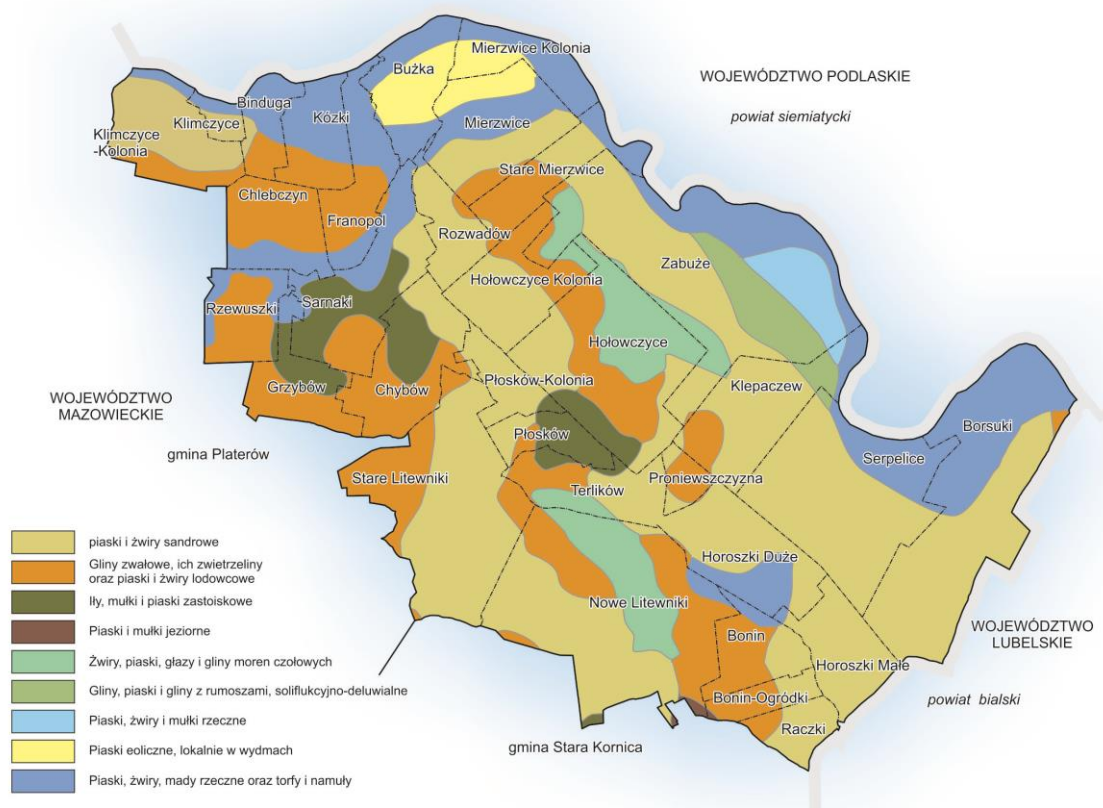 Mierzwice Kolonia
Bużka
WOJEWÓDZTWO PODLASKIE
powiat siemiatycki
Binduga
Kózki
Klimczyce
Mierzwice
Klimczyce
-Kolonia
Stare Mierzwice
Chlebczyn
Franopol
Rozwadów
Zabuże
Hołowczyce Kolonia
Rzewuszki
Sarnaki
Hołowczyce
Grzybów
Chybów
Płosków-Kolonia
Klepaczew
WOJEWÓDZTWO
MAZOWIECKIE
Borsuki
Płosków
gmina Platerów
Serpelice
Stare Litewniki
Proniewszczyzna
Terlików
piaski i żwiry sandrowe
Gliny zwałowe, ich zwietrzeliny
oraz piaski i żwiry lodowcowe
Horoszki Duże
Iły, mułki i piaski zastoiskowe
Nowe Litewniki
Piaski i mułki jeziorne
Bonin
WOJEWÓDZTWO
LUBELSKIE
Żwiry, piaski, głazy i gliny moren czołowych
Horoszki Małe
Gliny, piaski i gliny z rumoszami, soliflukcyjno-deluwialne
Bonin-Ogródki
powiat bialski
Piaski, żwiry i mułki rzeczne
Raczki
Piaski eoliczne, lokalnie w wydmach
gmina Stara Kornica
Piaski, żwiry, mady rzeczne oraz torfy i namuły